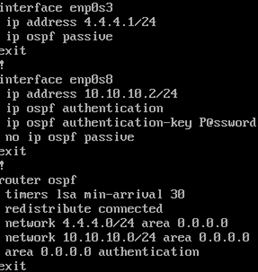 interface enp0s3
 ip address 4.4.4.1/24
 ip ospf passive
exit
!
interface enp0s8
 ip address 10.10.10.2/24
 ip ospf authentication
 ip ospf authentication-key P@ssword
 no ip ospf passive
exit
!
router ospf
 timers lsa min-arrival 30
 redistribute connected
 network 4.4.4.0/24 area 0.0.0.0
 network 10.10.10.0/24 area 0.0.0.0
 area 0.0.0.0 authentication
exit